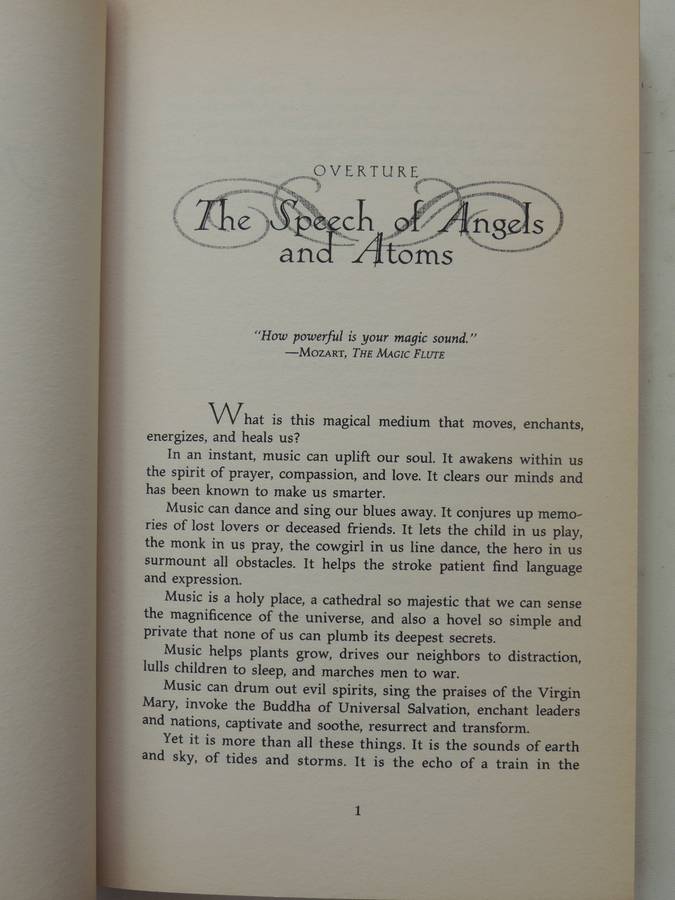 OVERTURE
The Speech of Angels
and Atoms
"How powerful is your magic sound."
—MOZART, THE MAGIC FLUTE
What is this magical medium that moves, enchants,
energizes, and heals us?
In an instant, music can uplift our soul. It awakens within us
the spirit of prayer, compassion, and love. It clears our minds and
has been known to make us smarter.
Music can dance and sing our blues away. It conjures up memo-
ries of lost lovers or deceased friends. It lets the child in us play,
the monk in us pray, the cowgirl in us line dance, the hero in us
surmount all obstacles. It helps the stroke patient find language
and expression.
Music is a holy place, a cathedral so majestic that we can sense
the magnificence of the universe, and also a hovel so simple and
private that none of us can plumb its deepest secrets.
Music helps plants grow, drives our neighbors to distraction,
lulls children to sleep, and marches men to war.
Music can drum out evil spirits, sing the praises of the Virgin
Mary, invoke the Buddha of Universal Salvation, enchant leaders
and nations, captivate and soothe, resurrect and transform.
Yet it is more than all these things. It is the sounds of earth
and sky, of tides and storms. It is the echo of a train in the
1